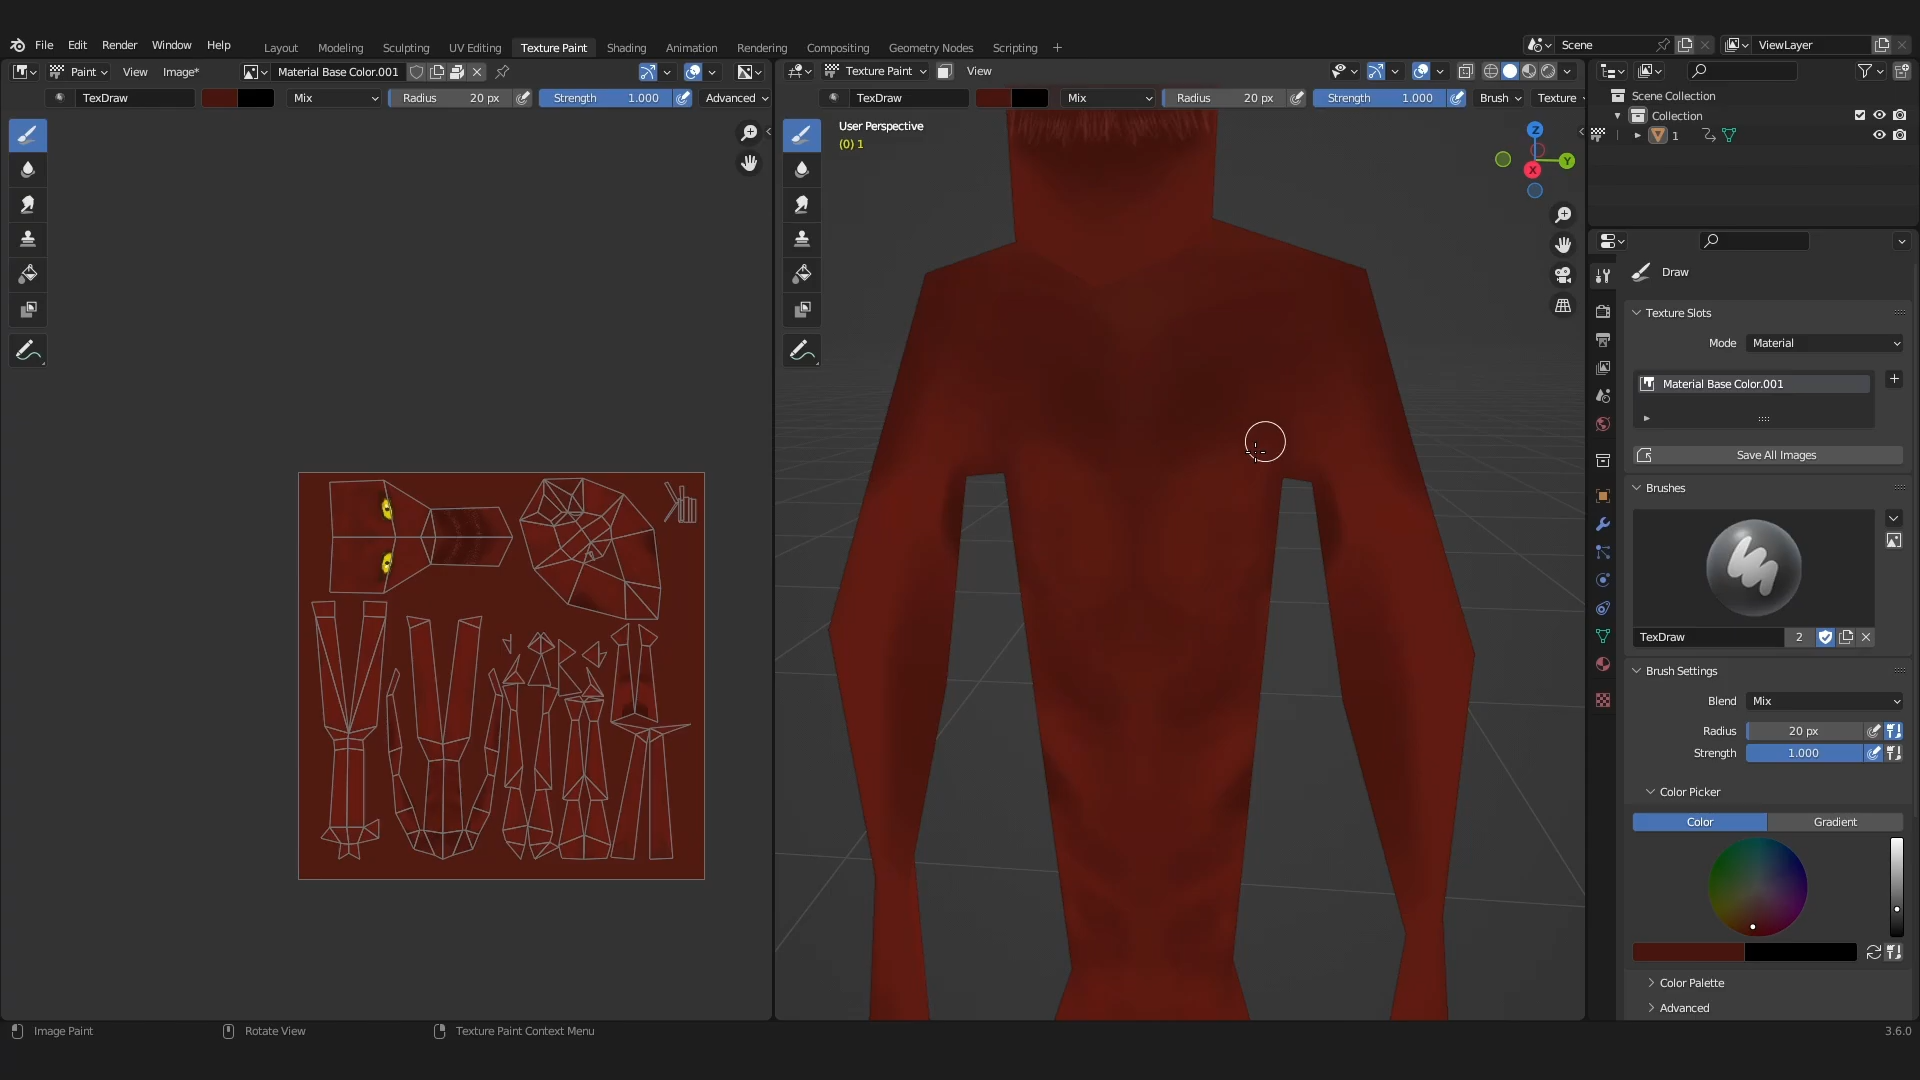 File Edit Render Window Help Layout Modeling Sculpting UV Editing Texture Paint Shading Animation Rendering Compositing Geometry Nodes Scripting + Scene ViewLayer
Paint View Image* Material Base Color.001 Texture Paint View
TexDraw Mix Radius 20 px Strength 1.000 Advanced TexDraw Mix Radius 20 px Strength 1.000 Brush Texture
Scene Collection
Collection
1
User Perspective
(0) 1
Z
Y
X
Draw
Texture Slots
Mode Material
Material Base Color.001
Save All Images
Brushes
TexDraw 2
Brush Settings
Blend Mix
Radius 20 px
Strength 1.000
Color Picker
Color Gradient
Color Palette
Advanced
Image Paint Rotate View Texture Paint Context Menu 3.6.0